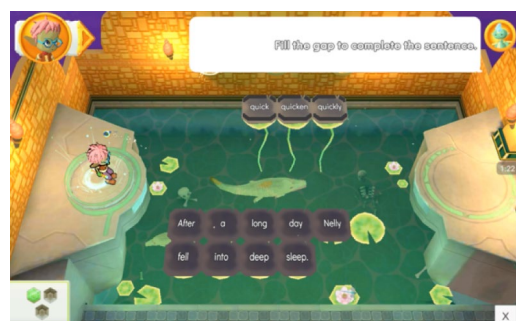 Fill the gap to complete the sentence.
quick quicken quickly
1:22
After , a long day Nelly
fell into deep sleep.
X